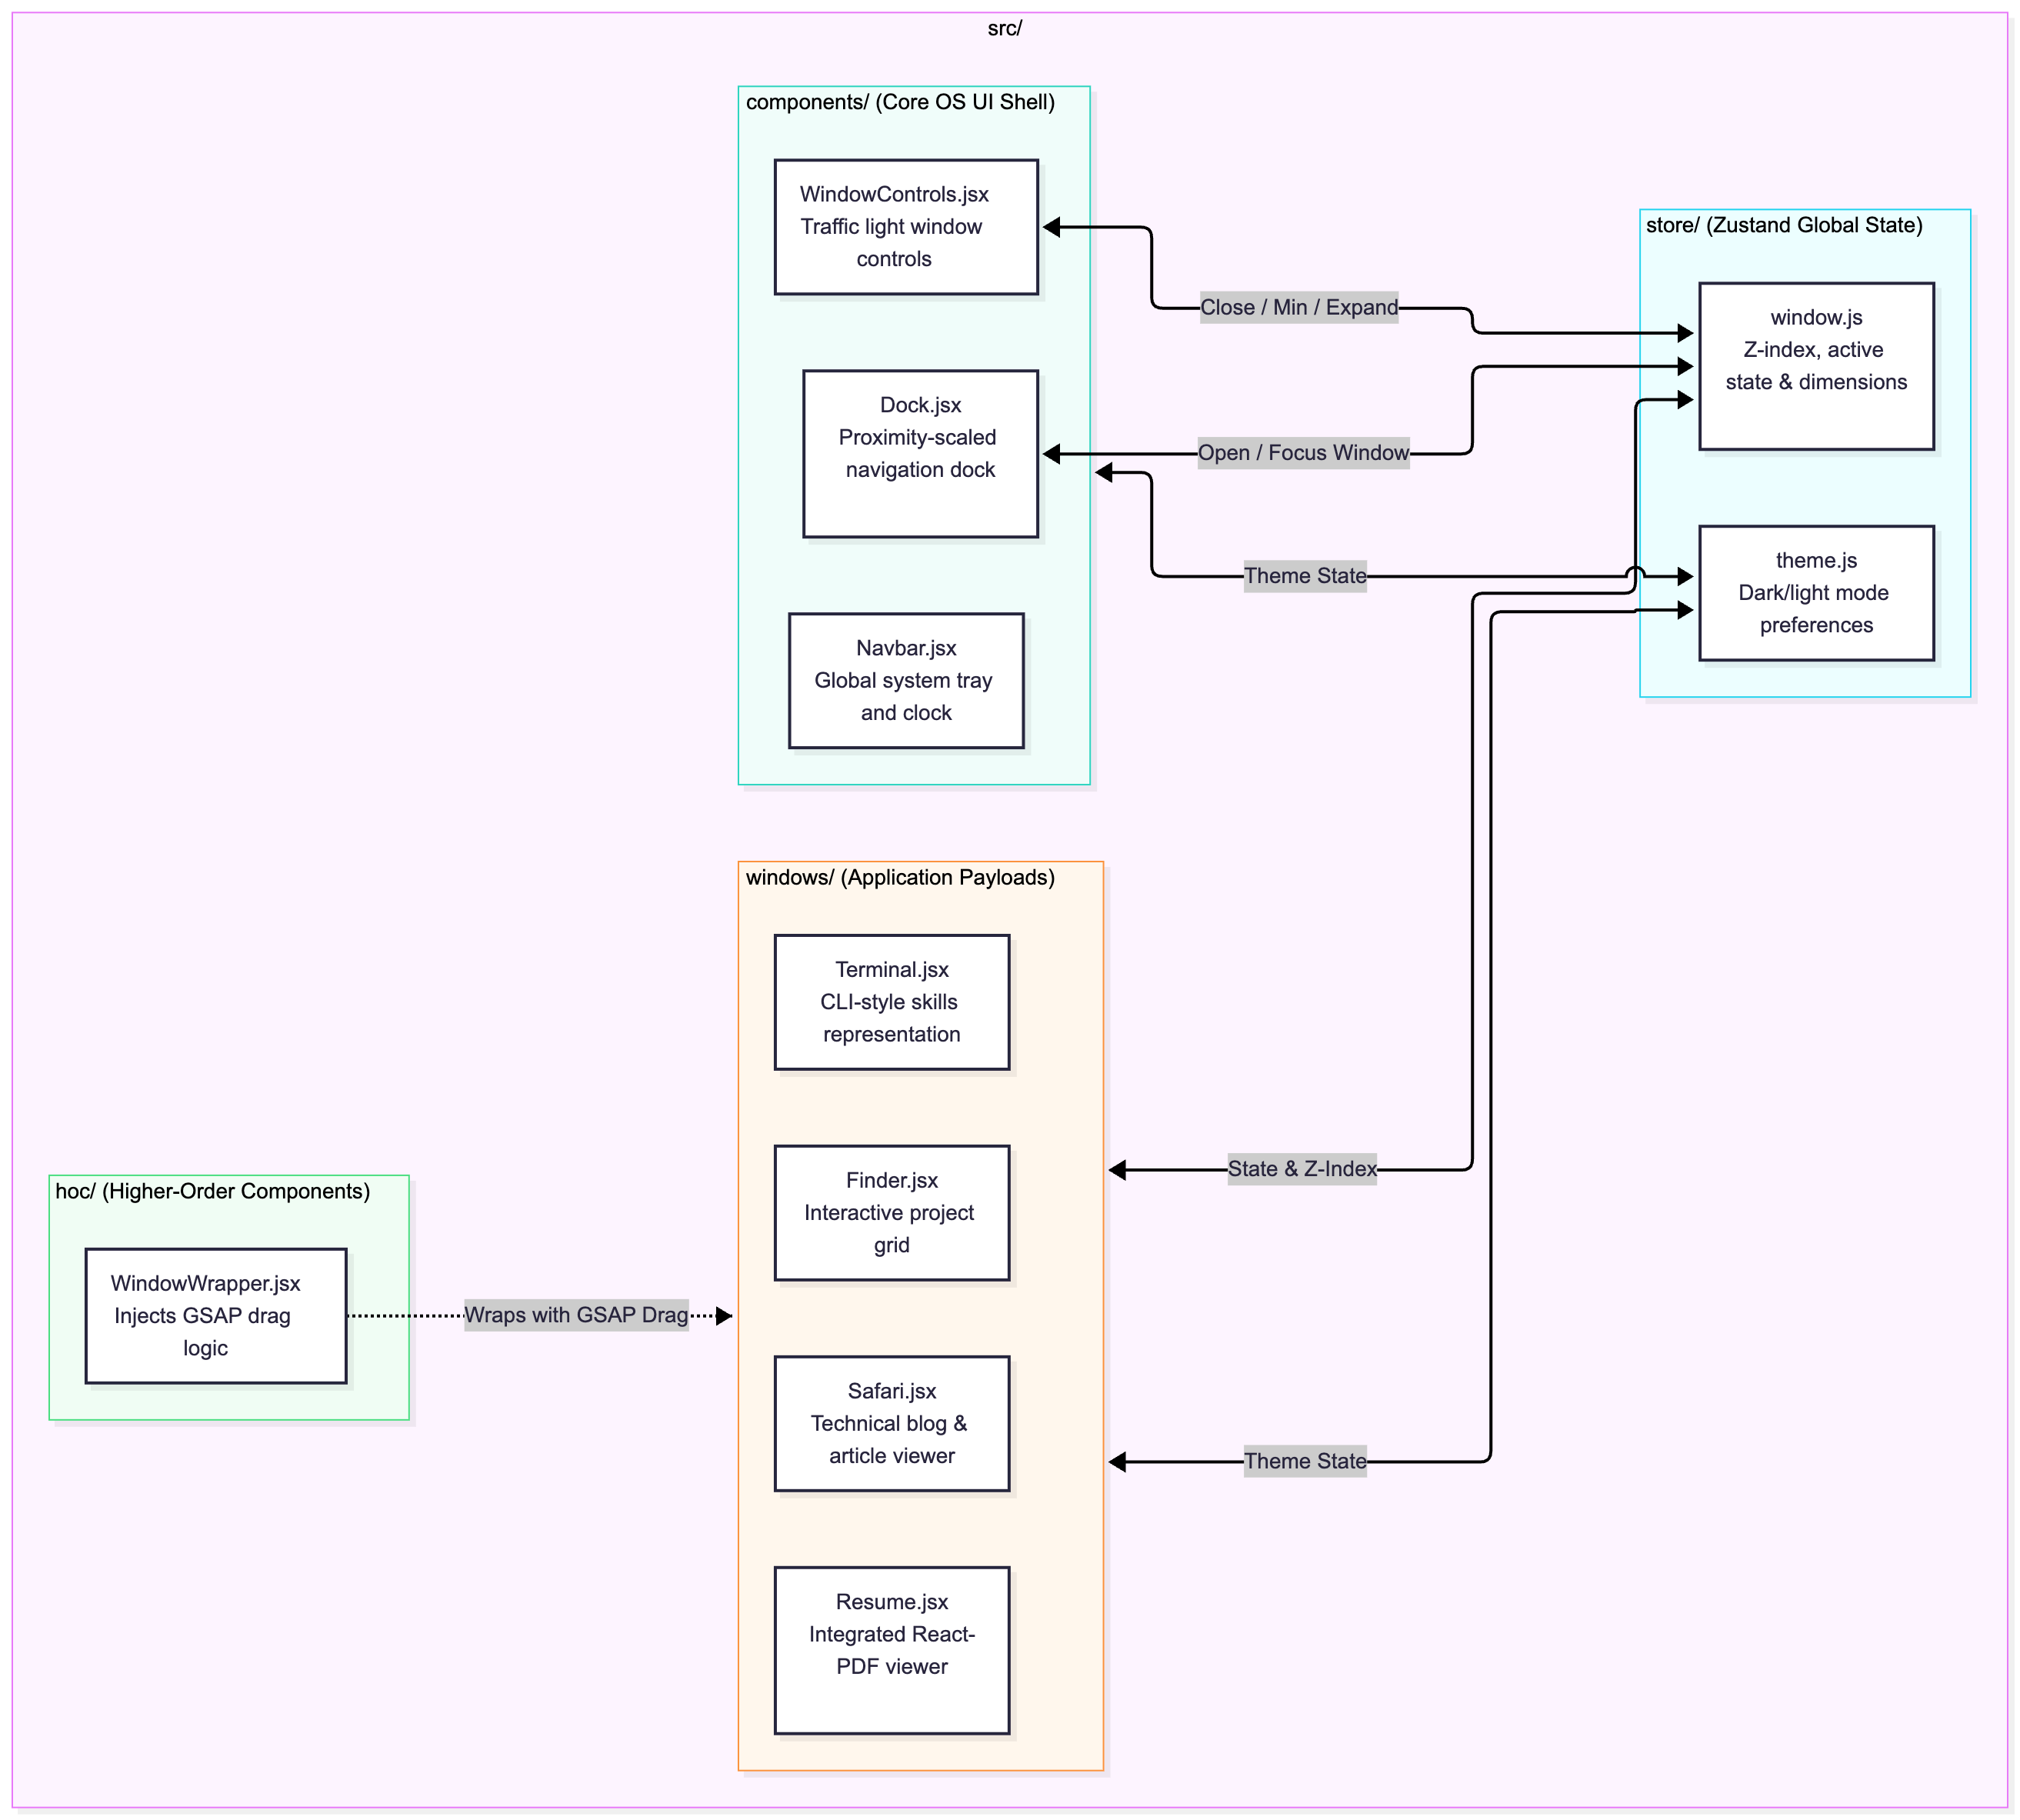 src/
components/ (Core OS UI Shell)
WindowControls.jsx
Traffic light window
controls
Dock.jsx
Proximity-scaled
navigation dock
Navbar.jsx
Global system tray
and clock
Close / Min / Expand
Open / Focus Window
Theme State
store/ (Zustand Global State)
window.js
Z-index, active
state & dimensions
theme.js
Dark/light mode
preferences
hoc/ (Higher-Order Components)
WindowWrapper.jsx
Injects GSAP drag
logic
Wraps with GSAP Drag
windows/ (Application Payloads)
Terminal.jsx
CLI-style skills
representation
Finder.jsx
Interactive project
grid
Safari.jsx
Technical blog &
article viewer
Resume.jsx
Integrated React-
PDF viewer
State & Z-Index
Theme State